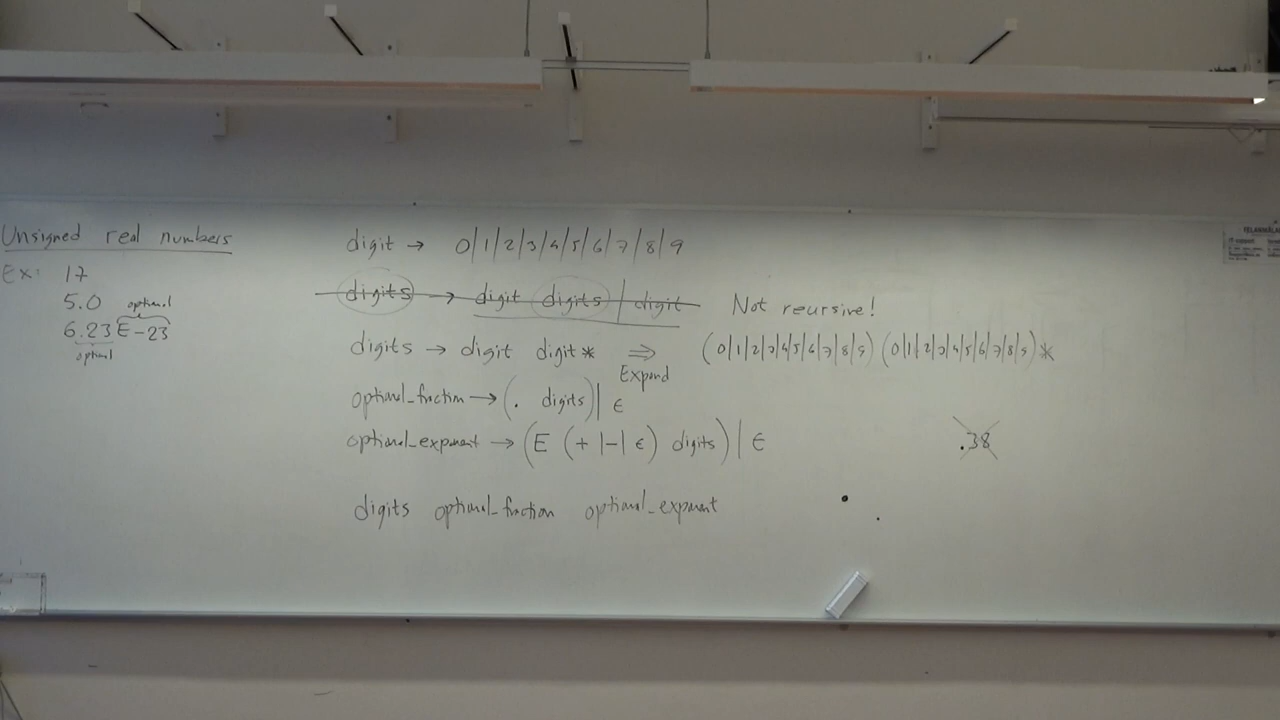 Unsigned real numbers
Ex: 17
5.0
optional
6.23E-23
optional
digit → 0|1|2|3|4|5|6|7|8|9
digits → digit digits | digit Not recursive!
digits → digit digit* ⇒ (0|1|2|3|4|5|6|7|8|9) (0|1|2|3|4|5|6|7|8|9)*
Expand
optional_fraction → (. digits) | ε
optional_exponent → (E (+|-|ε) digits) | ε
.38
digits optional_fraction optional_exponent
FELANMÄLAN